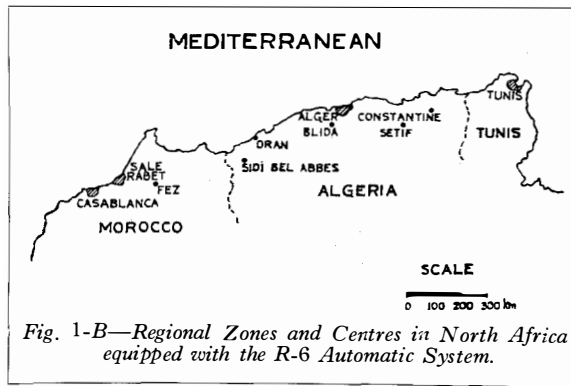 MEDITERRANEAN
TUNIS
ALGER
CONSTANTINE
BLIDA
SETIF
TUNIS
ORAN
SIDI BEL ABBES
ALGERIA
SALE
RABET
FEZ
CASABLANCA
MOROCCO
SCALE
0 100 200 300 km
Fig. 1-B—Regional Zones and Centres in North Africa
equipped with the R-6 Automatic System.